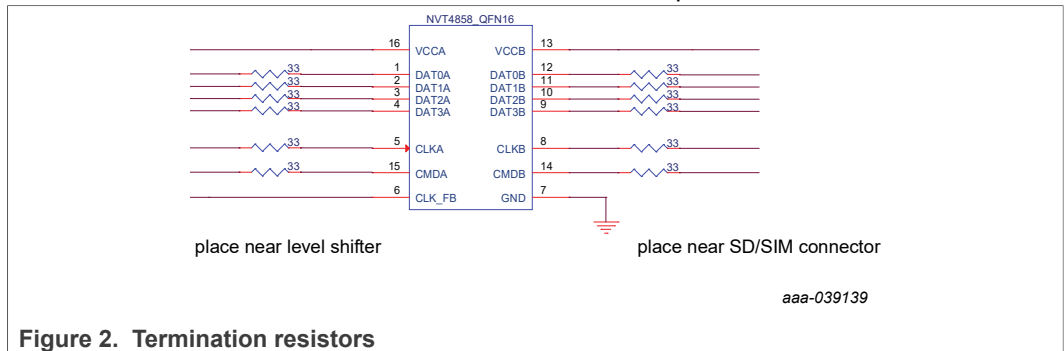 NVT4858_QFN16
16 VCCA VCCB 13
33 1 DAT0A DAT0B 12 33
33 2 DAT1A DAT1B 11 33
33 3 DAT2A DAT2B 10 33
33 4 DAT3A DAT3B 9 33
33 5 CLKA CLKB 8 33
33 15 CMDA CMDB 14 33
6 CLK_FB GND 7
place near level shifter place near SD/SIM connector
aaa-039139
Figure 2. Termination resistors